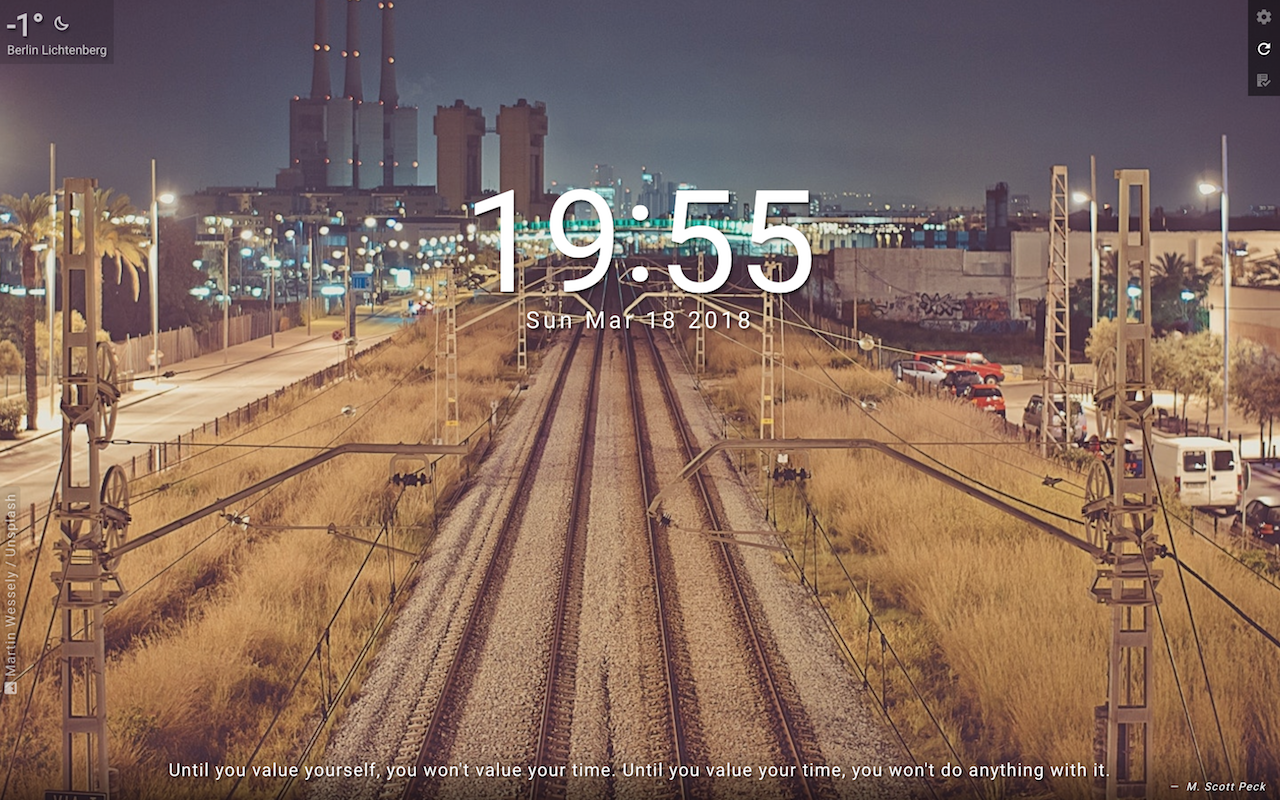 -1°
Berlin Lichtenberg
19:55
Sun Mar 18 2018
Martin Wessely / Unsplash
Until you value yourself, you won't value your time. Until you value your time, you won't do anything with it.
— M. Scott Peck